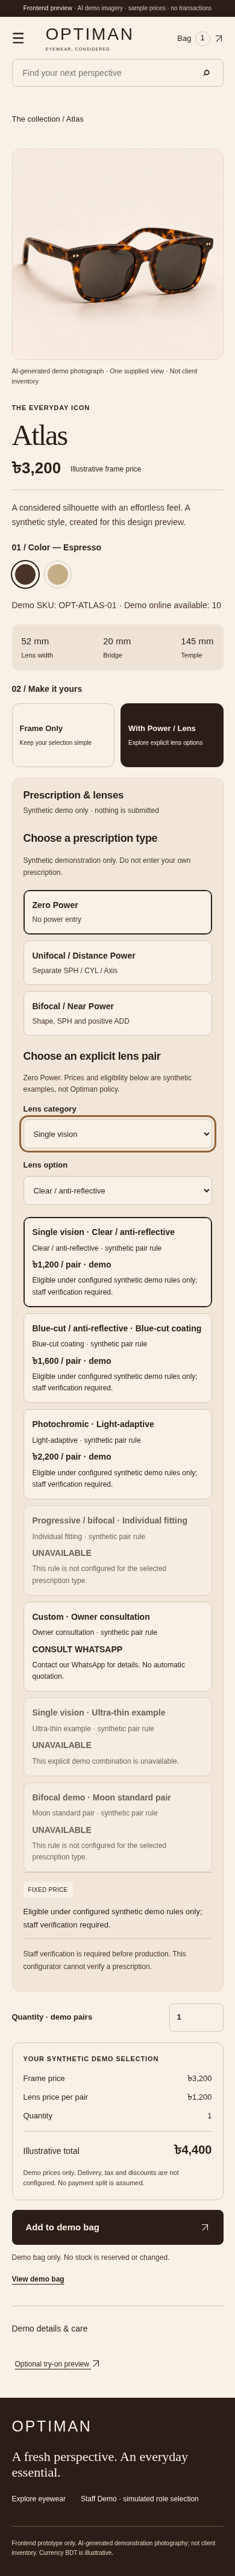 Frontend preview · AI demo imagery · sample prices · no transactions
OPTIMAN
EYEWEAR, CONSIDERED.
Bag 1
Find your next perspective
The collection / Atlas
AI-generated demo photograph · One supplied view · Not client
inventory
THE EVERYDAY ICON
Atlas
৳3,200 Illustrative frame price
A considered silhouette with an effortless feel. A
synthetic style, created for this design preview.
01 / Color — Espresso
Demo SKU: OPT-ATLAS-01 · Demo online available: 10
52 mm 20 mm 145 mm
Lens width Bridge Temple
02 / Make it yours
Frame Only
Keep your selection simple
With Power / Lens
Explore explicit lens options
Prescription & lenses
Synthetic demo only · nothing is submitted
Choose a prescription type
Synthetic demonstration only. Do not enter your own
prescription.
Zero Power
No power entry
Unifocal / Distance Power
Separate SPH / CYL / Axis
Bifocal / Near Power
Shape, SPH and positive ADD
Choose an explicit lens pair
Zero Power. Prices and eligibility below are synthetic
examples, not Optiman policy.
Lens category
Single vision
Lens option
Clear / anti-reflective
Single vision · Clear / anti-reflective
Clear / anti-reflective · synthetic pair rule
৳1,200 / pair · demo
Eligible under configured synthetic demo rules only;
staff verification required.
Blue-cut / anti-reflective · Blue-cut coating
Blue-cut coating · synthetic pair rule
৳1,600 / pair · demo
Eligible under configured synthetic demo rules only;
staff verification required.
Photochromic · Light-adaptive
Light-adaptive · synthetic pair rule
৳2,200 / pair · demo
Eligible under configured synthetic demo rules only;
staff verification required.
Progressive / bifocal · Individual fitting
Individual fitting · synthetic pair rule
UNAVAILABLE
This rule is not configured for the selected
prescription type.
Custom · Owner consultation
Owner consultation · synthetic pair rule
CONSULT WHATSAPP
Contact our WhatsApp for details. No automatic
quotation.
Single vision · Ultra-thin example
Ultra-thin example · synthetic pair rule
UNAVAILABLE
This explicit demo combination is unavailable.
Bifocal demo · Moon standard pair
Moon standard pair · synthetic pair rule
UNAVAILABLE
This rule is not configured for the selected
prescription type.
FIXED PRICE
Eligible under configured synthetic demo rules only;
staff verification required.
Staff verification is required before production. This
configurator cannot verify a prescription.
Quantity · demo pairs 1
YOUR SYNTHETIC DEMO SELECTION
Frame price ৳3,200
Lens price per pair ৳1,200
Quantity 1
Illustrative total ৳4,400
Demo prices only. Delivery, tax and discounts are not
configured. No payment split is assumed.
Add to demo bag
Demo bag only. No stock is reserved or changed.
View demo bag
Demo details & care
Optional try-on preview
OPTIMAN
A fresh perspective. An everyday
essential.
Explore eyewear Staff Demo · simulated role selection
Frontend prototype only. AI-generated demonstration photography; not client
inventory. Currency BDT is illustrative.